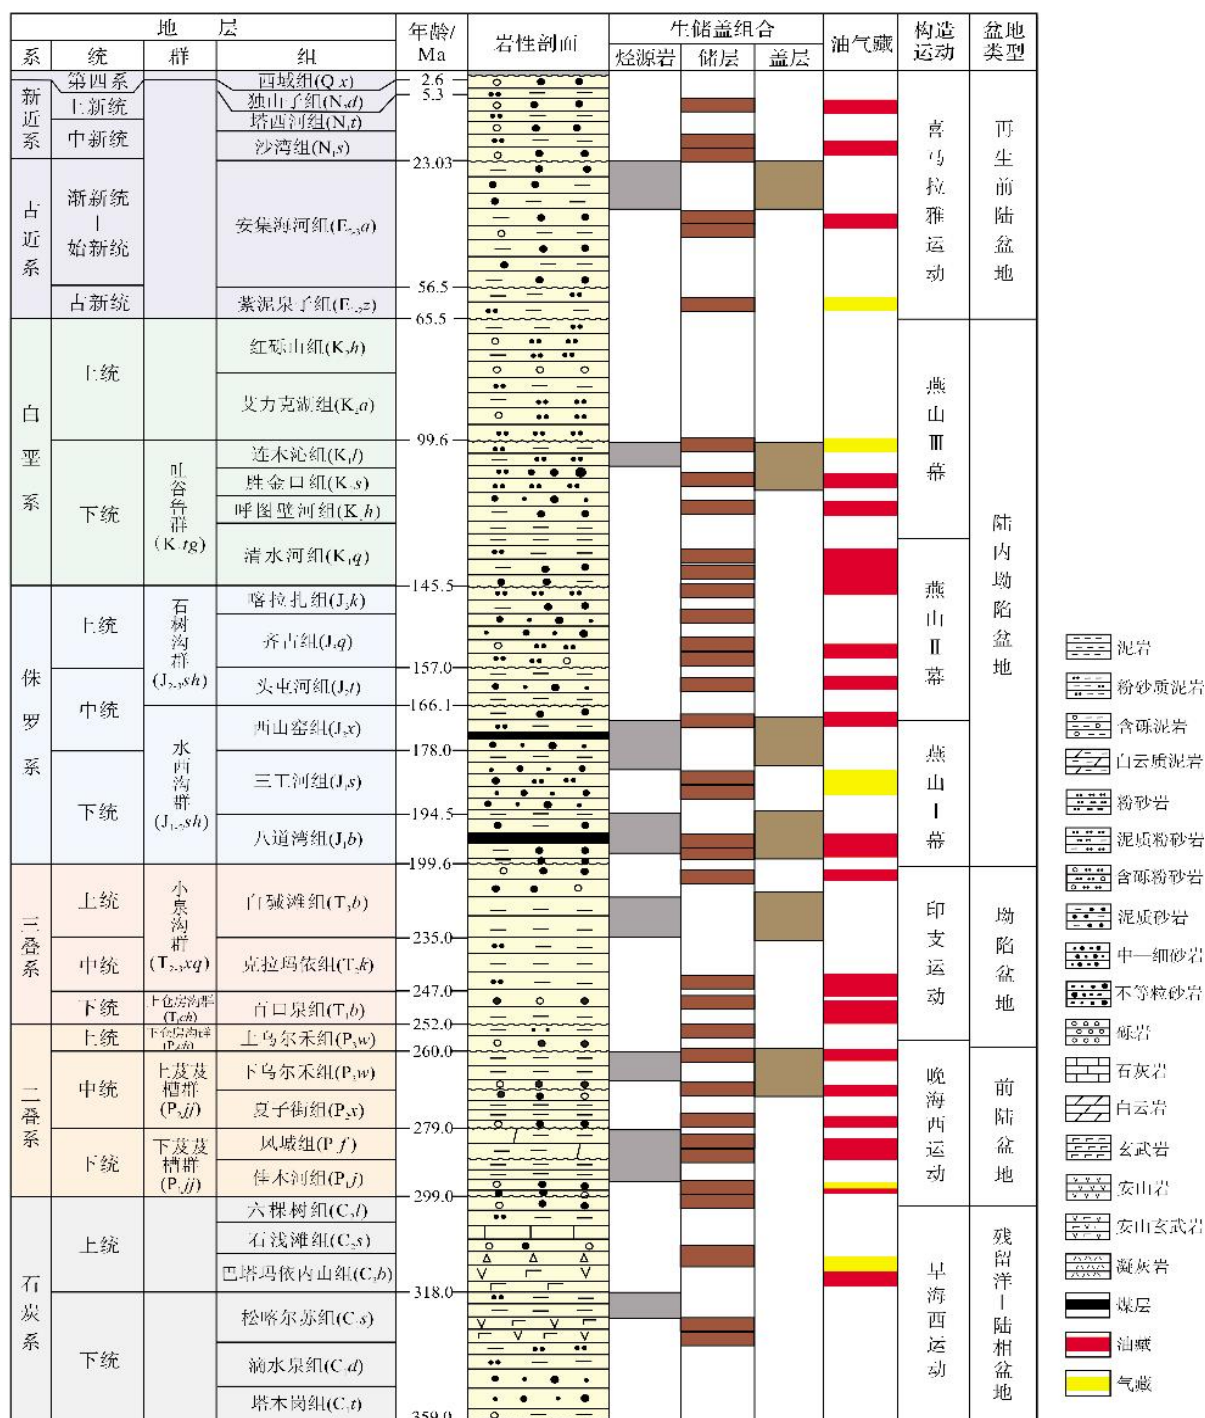 地 层
年龄/
Ma
岩性剖面
生储盖组合
油气藏
构造
运动
盆地
类型
系
统
群
组
烃源岩
储层
盖层
新近系
第四系
上新统
中新统
西域组(Q x)
独山子组(N₂d)
塔西河组(N₁t)
沙湾组(N₁s)
2.6
5.3
23.03
古近系
渐新统
|
始新统
古新统
安集海河组(E₂₋₃a)
紫泥泉子组(E₁₋₂z)
56.5
65.5
喜马拉雅运动
再生前陆盆地
白垩系
上统
下统
吐谷鲁群
(K₁tg)
红砾山组(K₂h)
艾力克湖组(K₂a)
连木沁组(K₁l)
胜金口组(K₁s)
呼图壁河组(K₁h)
清水河组(K₁q)
99.6
145.5
燕山Ⅲ幕
陆内坳陷盆地
侏罗系
上统
中统
下统
石树沟群
(J₂₋₃sh)
水西沟群
(J₁₋₂sh)
喀拉扎组(J₃k)
齐古组(J₃q)
头屯河组(J₂t)
西山窑组(J₂x)
三工河组(J₁s)
八道湾组(J₁b)
157.0
166.1
178.0
194.5
199.6
燕山Ⅱ幕
燕山Ⅰ幕
三叠系
上统
中统
下统
小泉沟群
(T₂₋₃xq)
上仓房沟群
(T₁ch)
白碱滩组(T₃b)
克拉玛依组(T₂k)
百口泉组(T₁b)
235.0
247.0
252.0
印支运动
坳陷盆地
二叠系
上统
中统
下统
下仓房沟群
(P₃ch)
上芨芨
槽群
(P₂jj)
下芨芨
槽群
(P₁jj)
上乌尔禾组(P₃w)
下乌尔禾组(P₂w)
夏子街组(P₂x)
风城组(P₁f)
佳木河组(P₁j)
260.0
279.0
299.0
晚海西运动
前陆盆地
石炭系
上统
下统
六棵树组(C₂l)
石浅滩组(C₂s)
巴塔玛依内山组(C₂b)
松喀尔苏组(C₁s)
滴水泉组(C₁d)
塔木岗组(C₁t)
318.0
359.0
早海西运动
残留洋—陆相盆地
泥岩
粉砂质泥岩
含砾泥岩
白云质泥岩
粉砂岩
泥质粉砂岩
含砾粉砂岩
泥质砂岩
中—细砂岩
不等粒砂岩
砾岩
石灰岩
白云岩
玄武岩
安山岩
安山玄武岩
凝灰岩
煤层
油藏
气藏